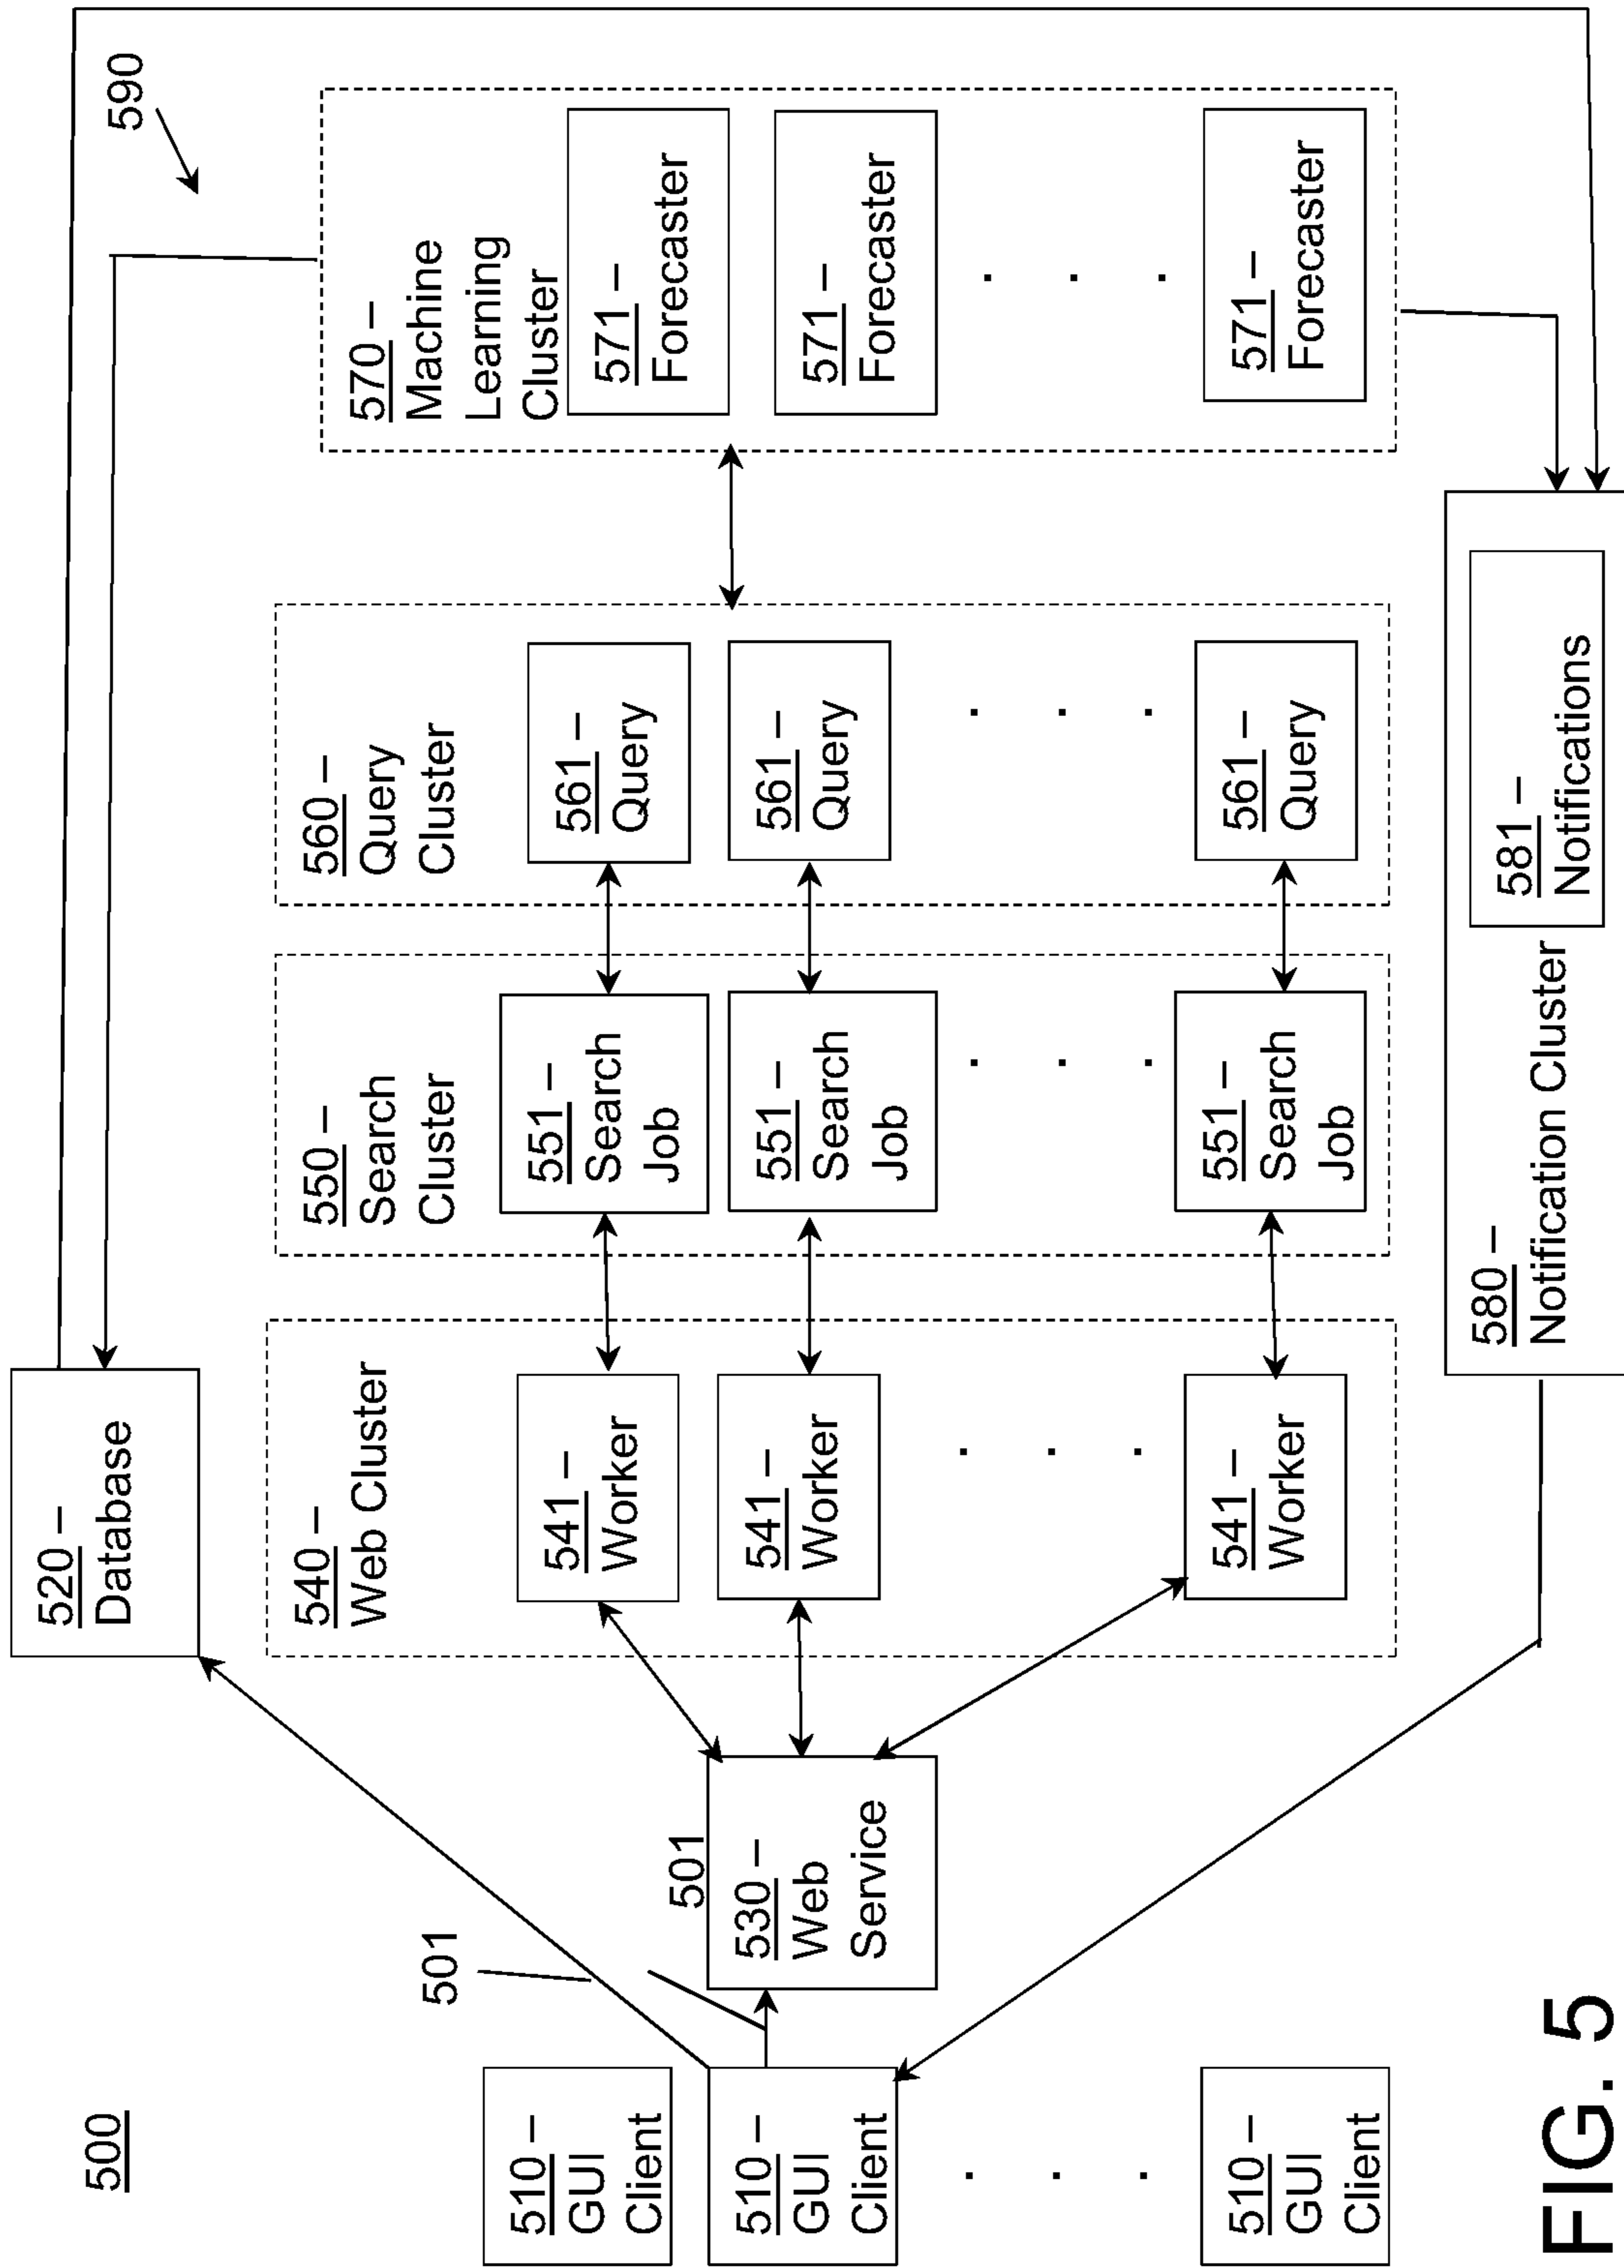 500
590
520 –
Database
540 –
Web Cluster
550 –
Search
Cluster
560 –
Query
Cluster
570 –
Machine
Learning
Cluster
501
501
510 –
GUI
Client
510 –
GUI
Client
510 –
GUI
Client
530 –
Web
Service
541 –
Worker
541 –
Worker
541 –
Worker
551 –
Search
Job
551 –
Search
Job
551 –
Search
Job
561 –
Query
561 –
Query
561 –
Query
571 –
Forecaster
571 –
Forecaster
571 –
Forecaster
580 –
Notification Cluster
581 –
Notifications
FIG. 5